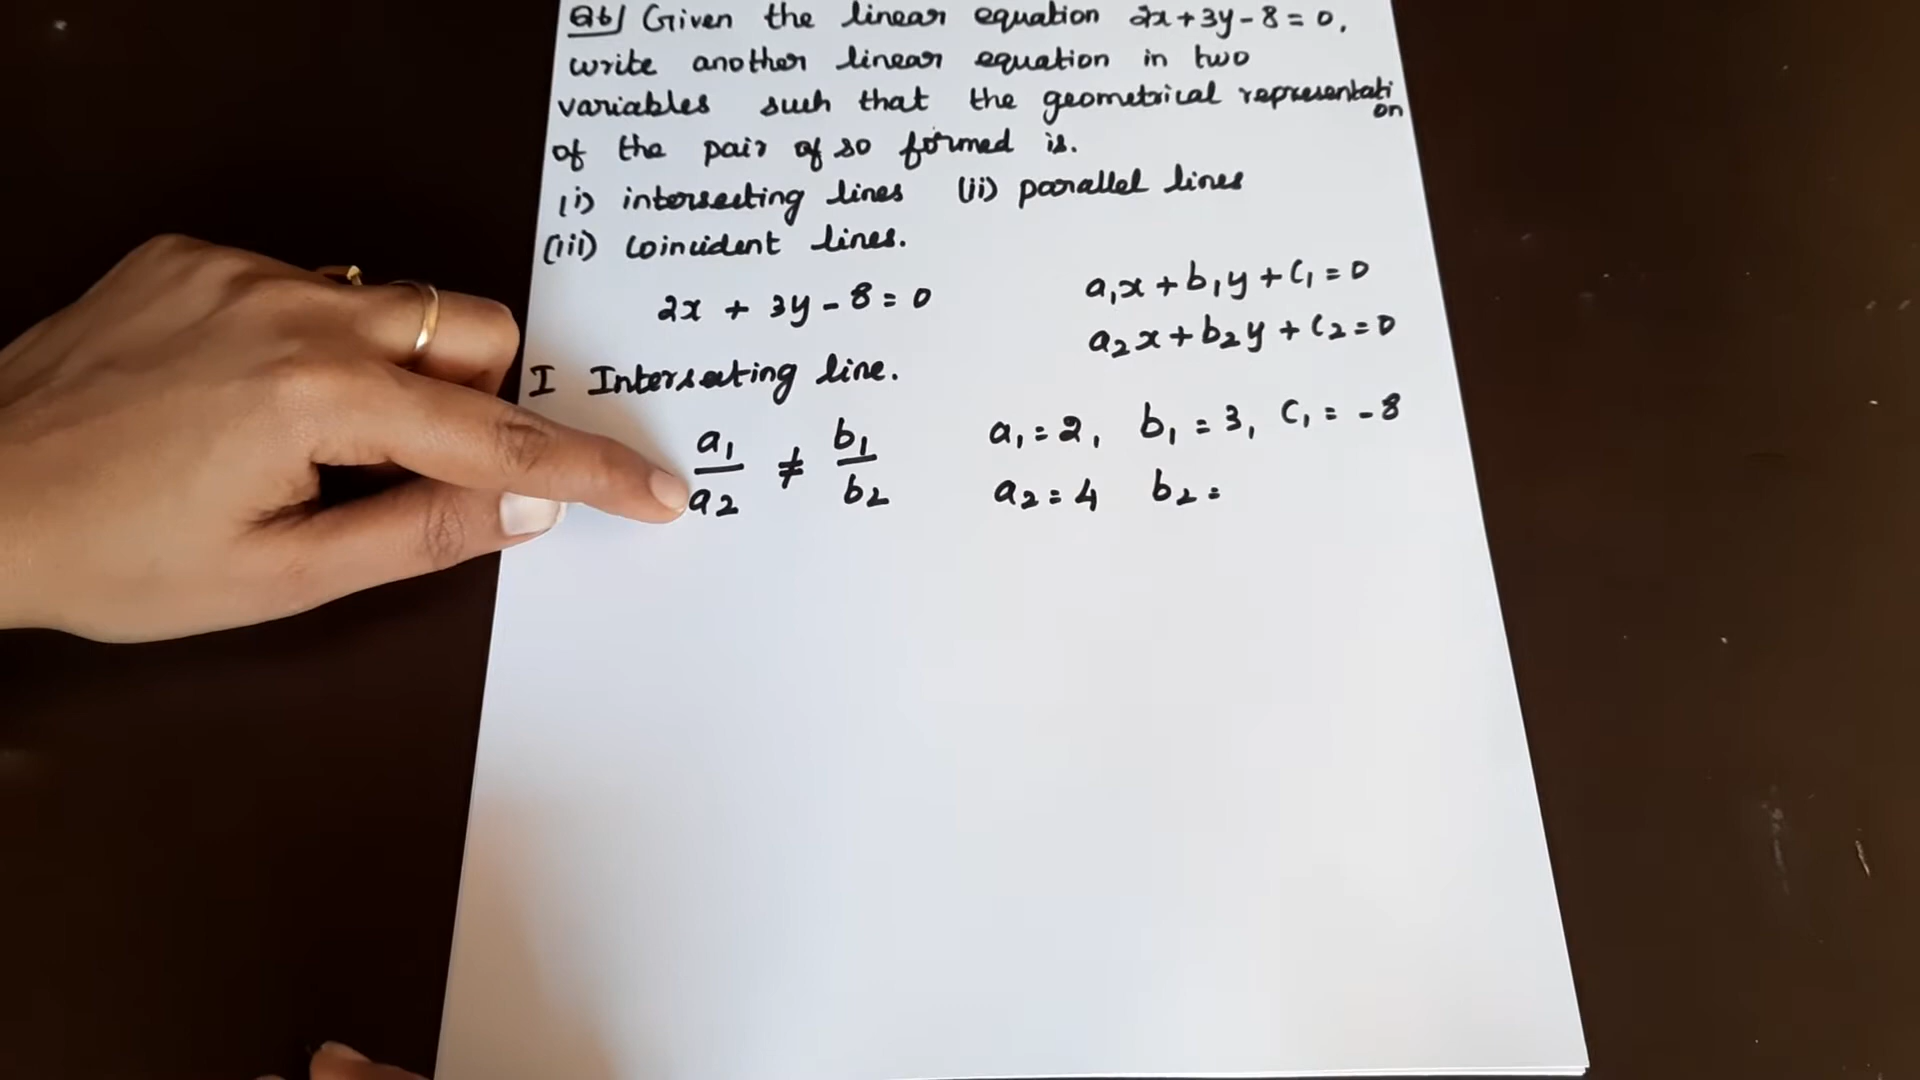 Q6) Given the linear equation 2x + 3y - 8 = 0,
write another linear equation in two
variables such that the geometrical representation
of the pair of so formed is.
(i) intersecting lines (ii) parallel lines
(iii) coincident lines.
2x + 3y - 8 = 0
a₁x + b₁y + c₁ = 0
a₂x + b₂y + c₂ = 0
I Intersecting line.
a₁/a₂ ≠ b₁/b₂
a₁ = 2, b₁ = 3, c₁ = -8
a₂ = 4 b₂ =